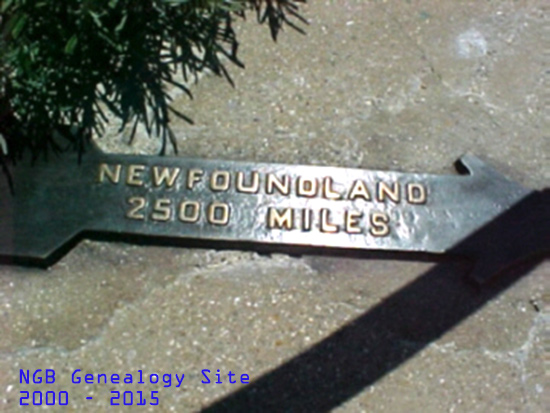 NEWFOUNDLAND
2500 MILES
NGB Genealogy Site
2000 - 2015